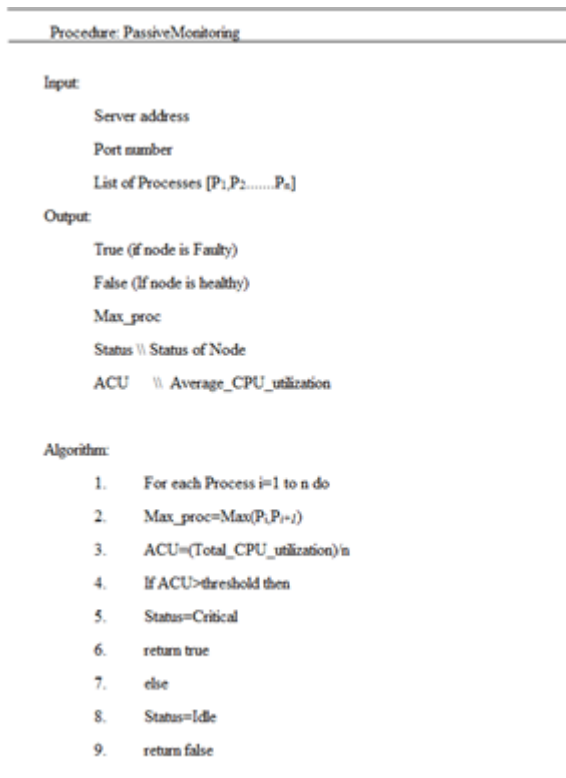 Procedure: PassiveMonitoring
Input:
Server address
Port number
List of Processes [P1,P2.......Pn]
Output:
True (if node is Faulty)
False (If node is healthy)
Max_proc
Status \\ Status of Node
ACU \\ Average_CPU_utilization
Algorithm:
1. For each Process i=1 to n do
2. Max_proc=Max(Pi,Pi+1)
3. ACU=(Total_CPU_utilization)/n
4. If ACU>threshold then
5. Status=Critical
6. return true
7. else
8. Status=Idle
9. return false